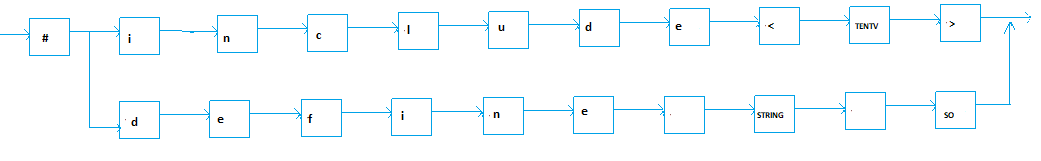 # i n c l u d e < TENTV >
d e f i n e STRING SO